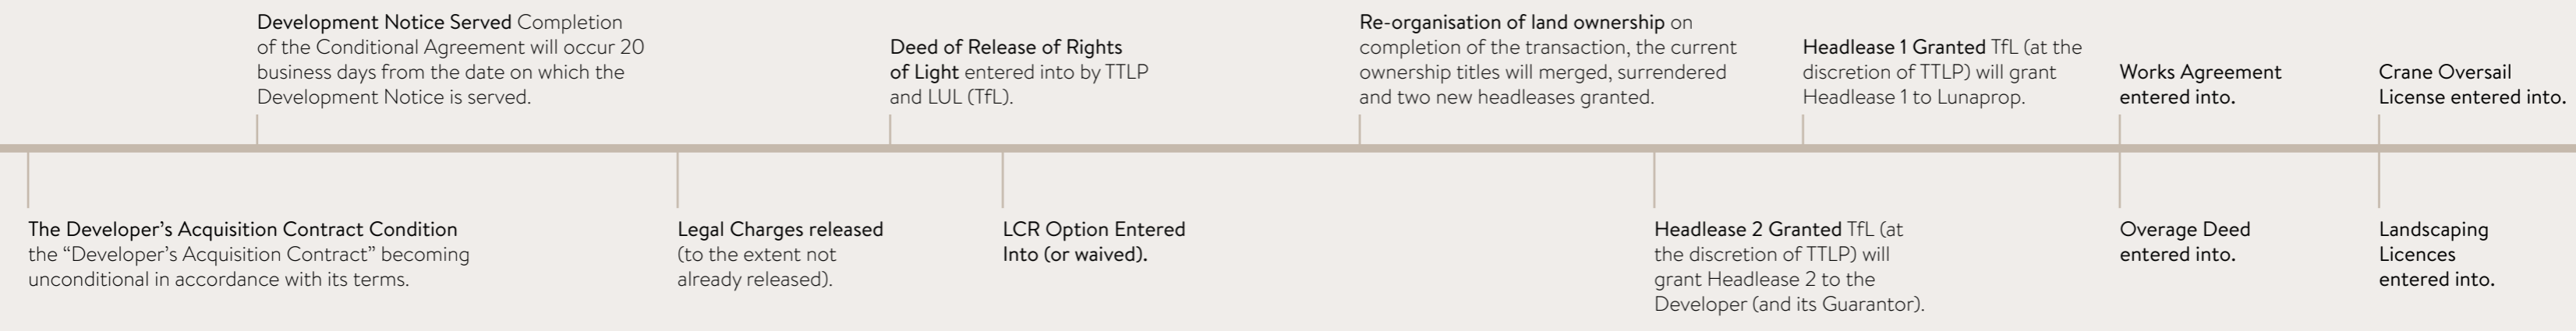 Development Notice Served Completion
of the Conditional Agreement will occur 20
business days from the date on which the
Development Notice is served.
Deed of Release of Rights
of Light entered into by TTLP
and LUL (TfL).
Re-organisation of land ownership on
completion of the transaction, the current
ownership titles will merged, surrendered
and two new headleases granted.
Headlease 1 Granted TfL (at the
discretion of TTLP) will grant
Headlease 1 to Lunaprop.
Works Agreement
entered into.
Crane Oversail
License entered into.
The Developer’s Acquisition Contract Condition
the “Developer’s Acquisition Contract” becoming
unconditional in accordance with its terms.
Legal Charges released
(to the extent not
already released).
LCR Option Entered
Into (or waived).
Headlease 2 Granted TfL (at
the discretion of TTLP) will
grant Headlease 2 to the
Developer (and its Guarantor).
Overage Deed
entered into.
Landscaping
Licences
entered into.